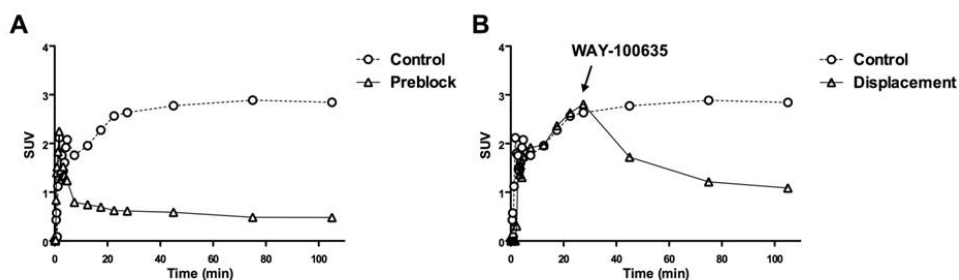 A
4
3
2
1
0
SUV
0
20
40
60
80
100
Time (min)
Control
Preblock
B
WAY-100635
4
3
2
1
0
SUV
0
20
40
60
80
100
Time (min)
Control
Displacement